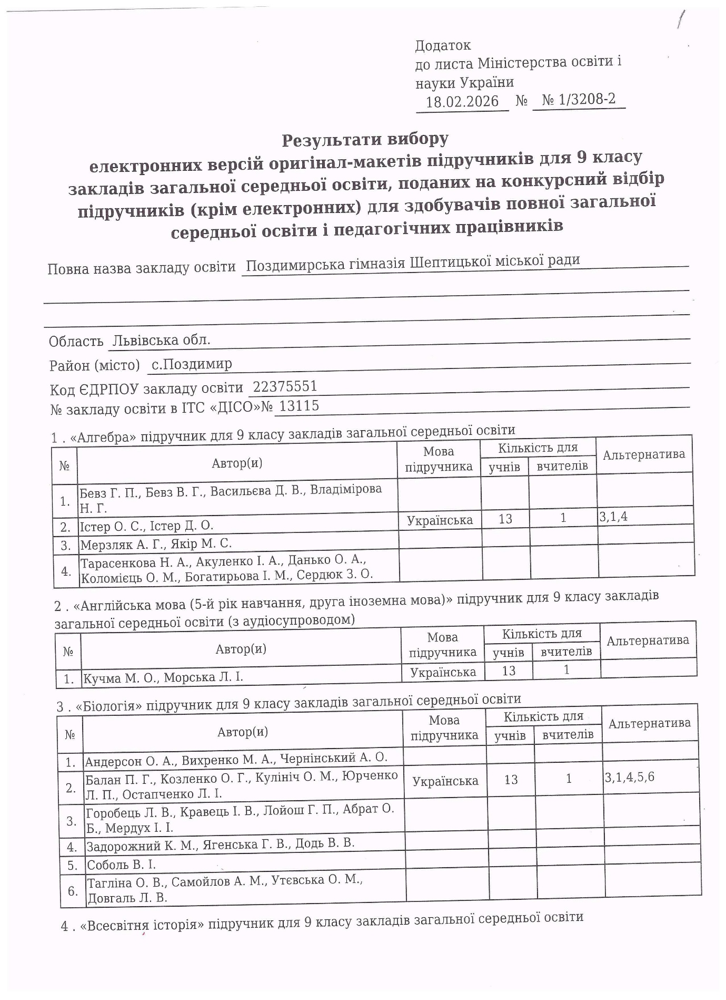 Додаток
до листа Міністерства освіти і
науки України
18.02.2026 № № 1/3208-2
Результати вибору
електронних версій оригінал-макетів підручників для 9 класу
закладів загальної середньої освіти, поданих на конкурсний відбір
підручників (крім електронних) для здобувачів повної загальної
середньої освіти і педагогічних працівників
Повна назва закладу освіти Поздимирська гімназія Шептицької міської ради
Область Львівська обл.
Район (місто) с.Поздимир
Код ЄДРПОУ закладу освіти 22375551
№ закладу освіти в ІТС «ДІСО»№ 13115
1 . «Алгебра» підручник для 9 класу закладів загальної середньої освіти
№ Автор(и) Мова підручника Кількість для Альтернатива
учнів вчителів
1. Бевз Г. П., Бевз В. Г., Васильєва Д. В., Владімірова
Н. Г.
2. Істер О. С., Істер Д. О. Українська 13 1 3,1,4
3. Мерзляк А. Г., Якір М. С.
4. Тарасенкова Н. А., Акуленко І. А., Данько О. А.,
Коломієць О. М., Богатирьова І. М., Сердюк З. О.
2 . «Англійська мова (5-й рік навчання, друга іноземна мова)» підручник для 9 класу закладів
загальної середньої освіти (з аудіосупроводом)
№ Автор(и) Мова підручника Кількість для Альтернатива
учнів вчителів
1. Кучма М. О., Морська Л. І. Українська 13 1
3 . «Біологія» підручник для 9 класу закладів загальної середньої освіти
№ Автор(и) Мова підручника Кількість для Альтернатива
учнів вчителів
1. Андерсон О. А., Вихренко М. А., Чернінський А. О.
2. Балан П. Г., Козленко О. Г., Кулініч О. М., Юрченко
Л. П., Остапченко Л. І. Українська 13 1 3,1,4,5,6
3. Горобець Л. В., Кравець І. В., Лойош Г. П., Абрат О.
Б., Мердух І. І.
4. Задорожний К. М., Ягенська Г. В., Додь В. В.
5. Соболь В. І.
6. Тагліна О. В., Самойлов А. М., Утєвська О. М.,
Довгаль Л. В.
4 . «Всесвітня історія» підручник для 9 класу закладів загальної середньої освіти